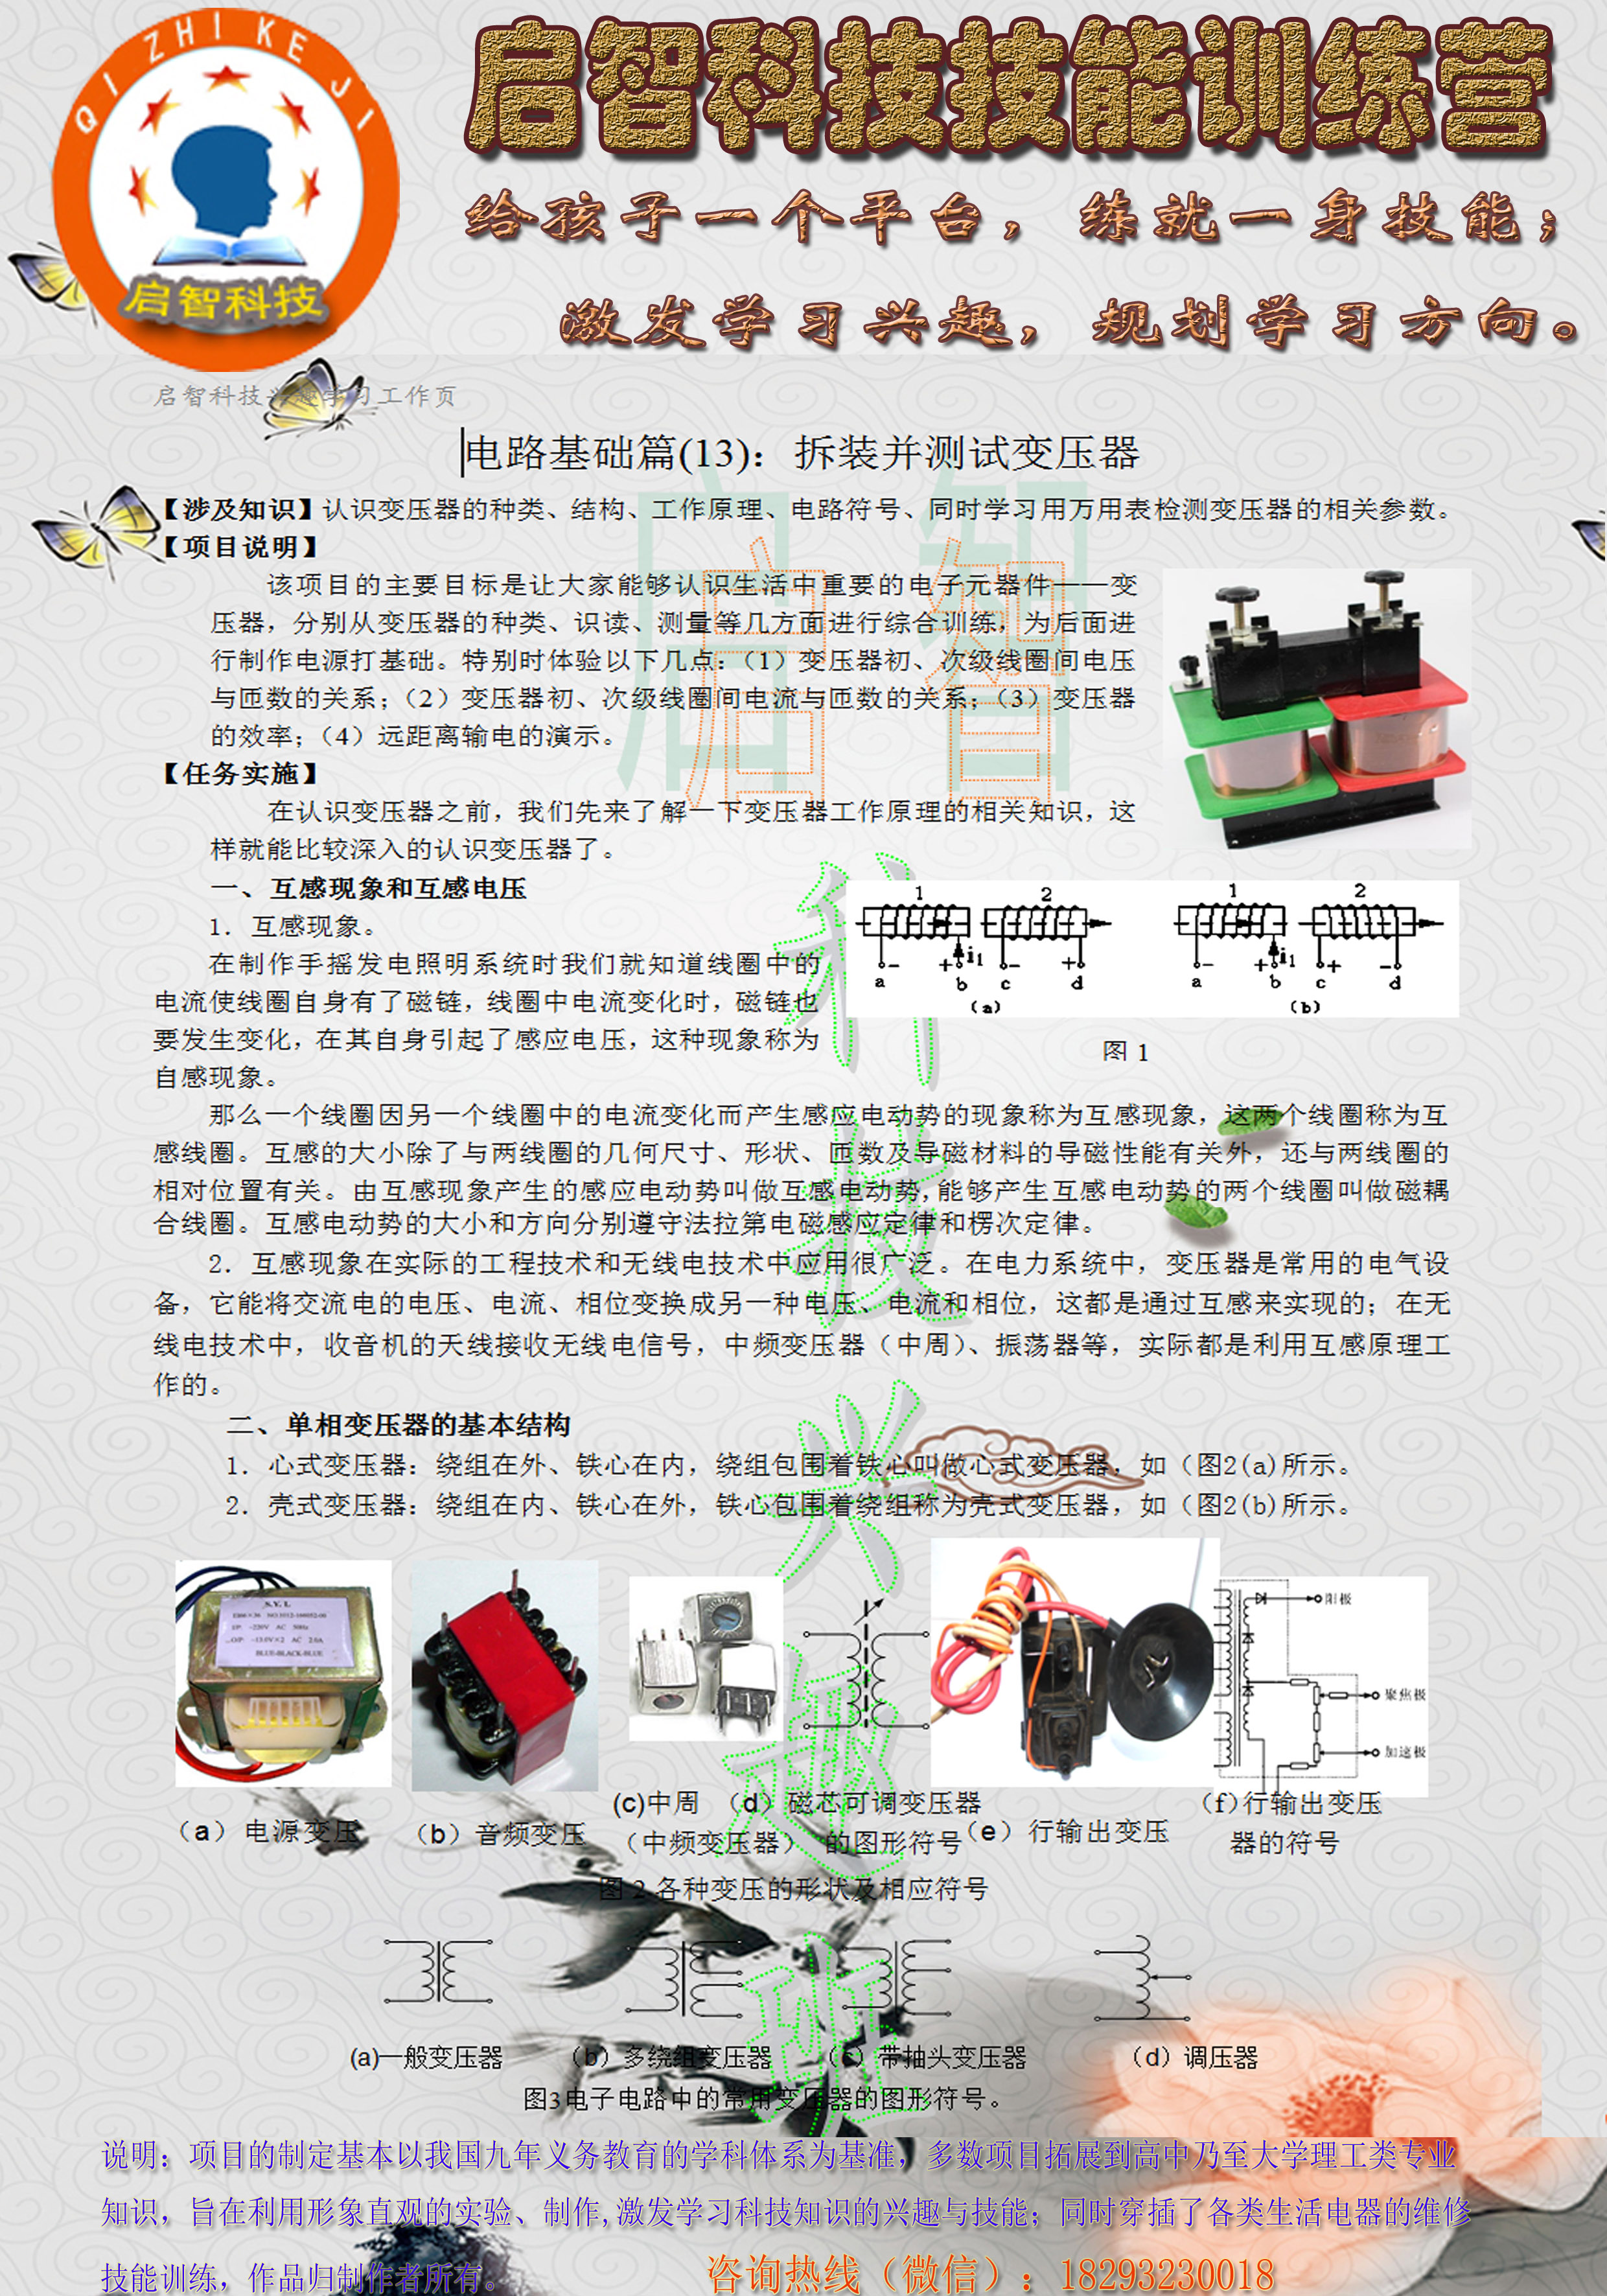 QI ZHI KE JI
启智科技
启智科技技能训练营
给孩子一个平台，练就一身技能；
激发学习兴趣，规划学习方向。
启智科技兴趣学习工作页
电路基础篇(13)：拆装并测试变压器
【涉及知识】认识变压器的种类、结构、工作原理、电路符号、同时学习用万用表检测变压器的相关参数。
【项目说明】
该项目的主要目标是让大家能够认识生活中重要的电子元器件——变
压器，分别从变压器的种类、识读、测量等几方面进行综合训练，为后面进
行制作电源打基础。特别时体验以下几点：（1）变压器初、次级线圈间电压
与匝数的关系；（2）变压器初、次级线圈间电流与匝数的关系；（3）变压器
的效率；（4）远距离输电的演示。
【任务实施】
在认识变压器之前，我们先来了解一下变压器工作原理的相关知识，这
样就能比较深入的认识变压器了。
一、互感现象和互感电压
1．互感现象。
在制作手摇发电照明系统时我们就知道线圈中的
电流使线圈自身有了磁链，线圈中电流变化时，磁链也
要发生变化，在其自身引起了感应电压，这种现象称为
自感现象。
1 2 1 2
a - + i1 b c - + d a - + i1 b c + - d
（a） （b）
图 1
那么一个线圈因另一个线圈中的电流变化而产生感应电动势的现象称为互感现象，这两个线圈称为互
感线圈。互感的大小除了与两线圈的几何尺寸、形状、匝数及导磁材料的导磁性能有关外，还与两线圈的
相对位置有关。由互感现象产生的感应电动势叫做互感电动势,能够产生互感电动势的两个线圈叫做磁耦
合线圈。互感电动势的大小和方向分别遵守法拉第电磁感应定律和楞次定律。
2．互感现象在实际的工程技术和无线电技术中应用很广泛。在电力系统中，变压器是常用的电气设
备，它能将交流电的电压、电流、相位变换成另一种电压、电流和相位，这都是通过互感来实现的；在无
线电技术中，收音机的天线接收无线电信号，中频变压器（中周）、振荡器等，实际都是利用互感原理工
作的。
二、单相变压器的基本结构
1．心式变压器：绕组在外、铁心在内，绕组包围着铁心叫做心式变压器，如（图2(a)所示。
2．壳式变压器：绕组在内、铁心在外，铁心包围着绕组称为壳式变压器，如（图2(b)所示。
S.Y.L
BLUE-BLACK-BLUE
阳极
聚焦极
加速极
（a）电源变压
（b）音频变压
(c)中周
（中频变压器）
（d）磁芯可调变压器
的图形符号
（e）行输出变压
（f）行输出变压
器的符号
图 2 各种变压的形状及相应符号
(a)一般变压器 （b）多绕组变压器 （c）带抽头变压器 （d）调压器
图3电子电路中的常用变压器的图形符号。
启智科技兴趣班
启智
说明：项目的制定基本以我国九年义务教育的学科体系为基准，多数项目拓展到高中乃至大学理工类专业
知识，旨在利用形象直观的实验、制作,激发学习科技知识的兴趣与技能；同时穿插了各类生活电器的维修
技能训练，作品归制作者所有。
咨询热线（微信）：18293230018